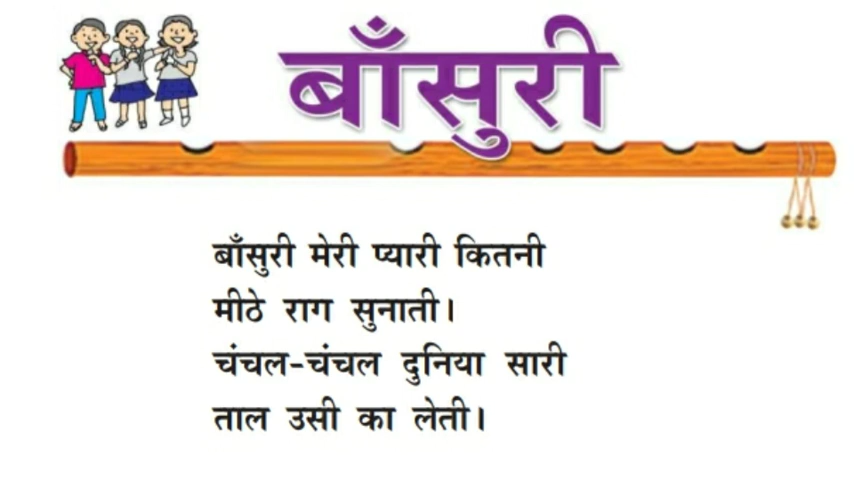 बाँसुरी
बाँसुरी मेरी प्यारी कितनी
मीठे राग सुनाती।
चंचल-चंचल दुनिया सारी
ताल उसी का लेती।